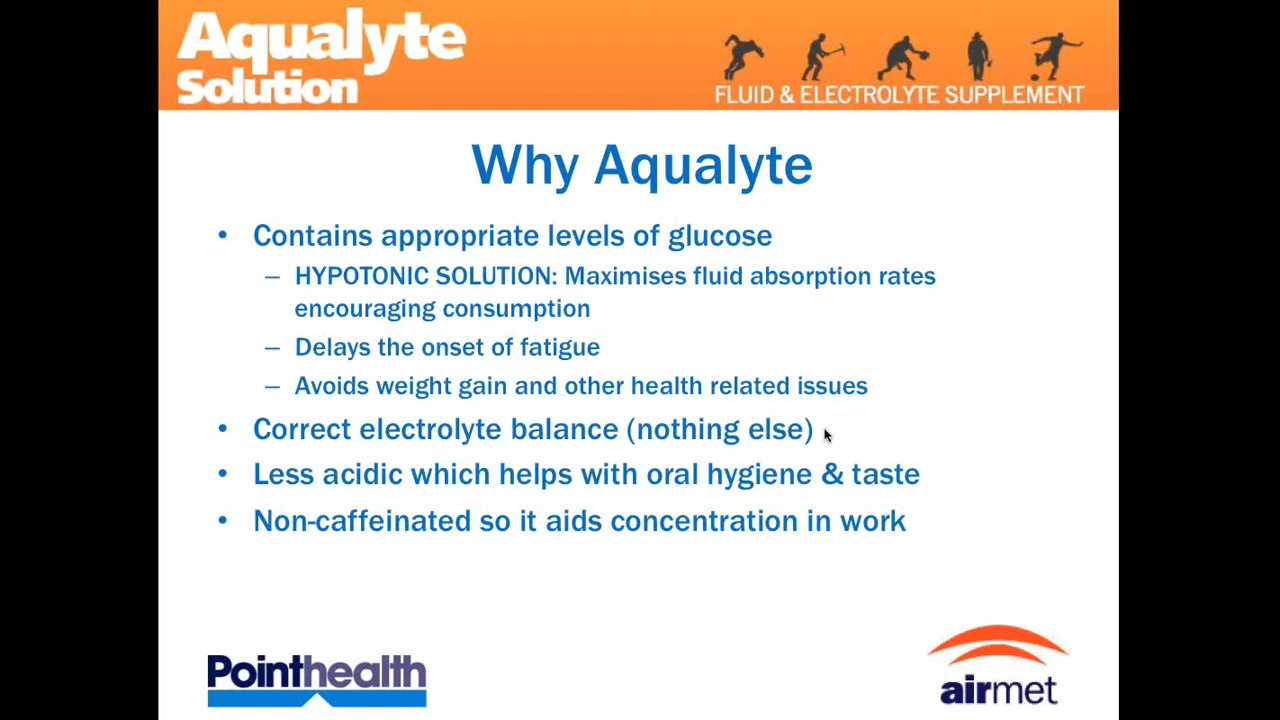 Aqualyte
Solution
FLUID & ELECTROLYTE SUPPLEMENT
Why Aqualyte
• Contains appropriate levels of glucose
– HYPOTONIC SOLUTION: Maximises fluid absorption rates
encouraging consumption
– Delays the onset of fatigue
– Avoids weight gain and other health related issues
• Correct electrolyte balance (nothing else)
• Less acidic which helps with oral hygiene & taste
• Non-caffeinated so it aids concentration in work
Pointhealth
airmet